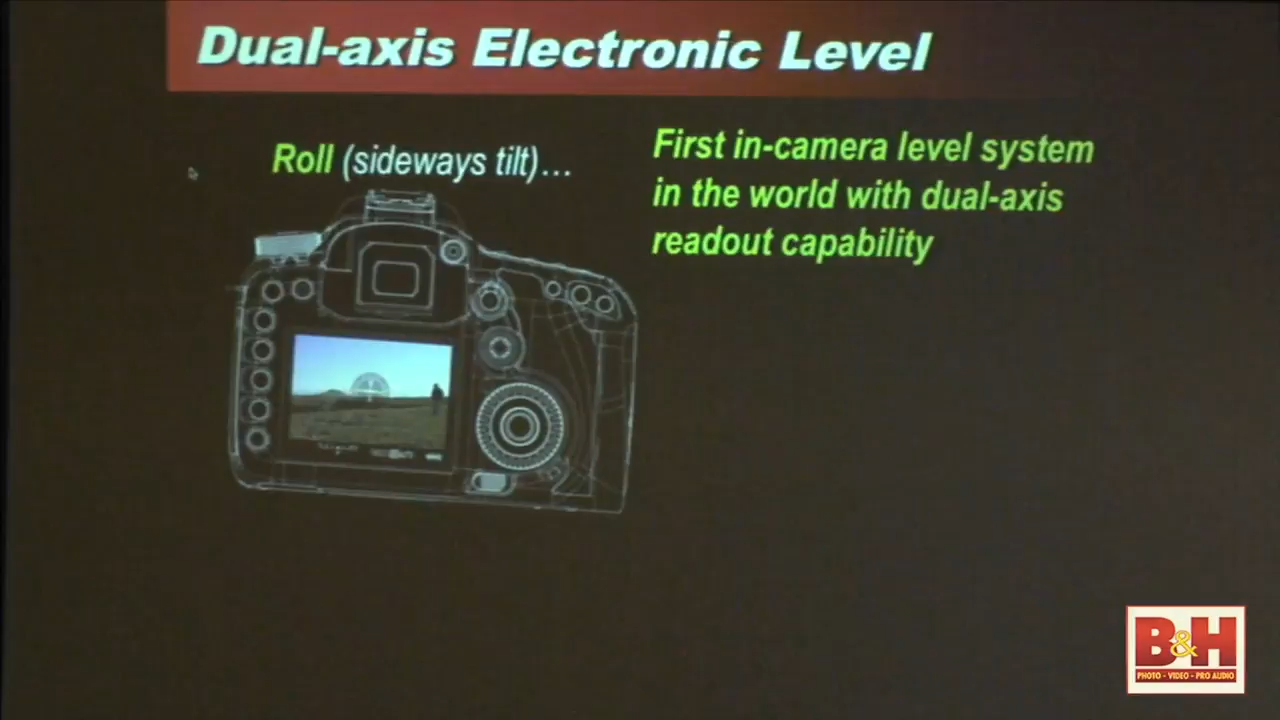 Dual-axis Electronic Level
Roll (sideways tilt)...
First in-camera level system
in the world with dual-axis
readout capability
B&H
PHOTO - VIDEO - PRO AUDIO